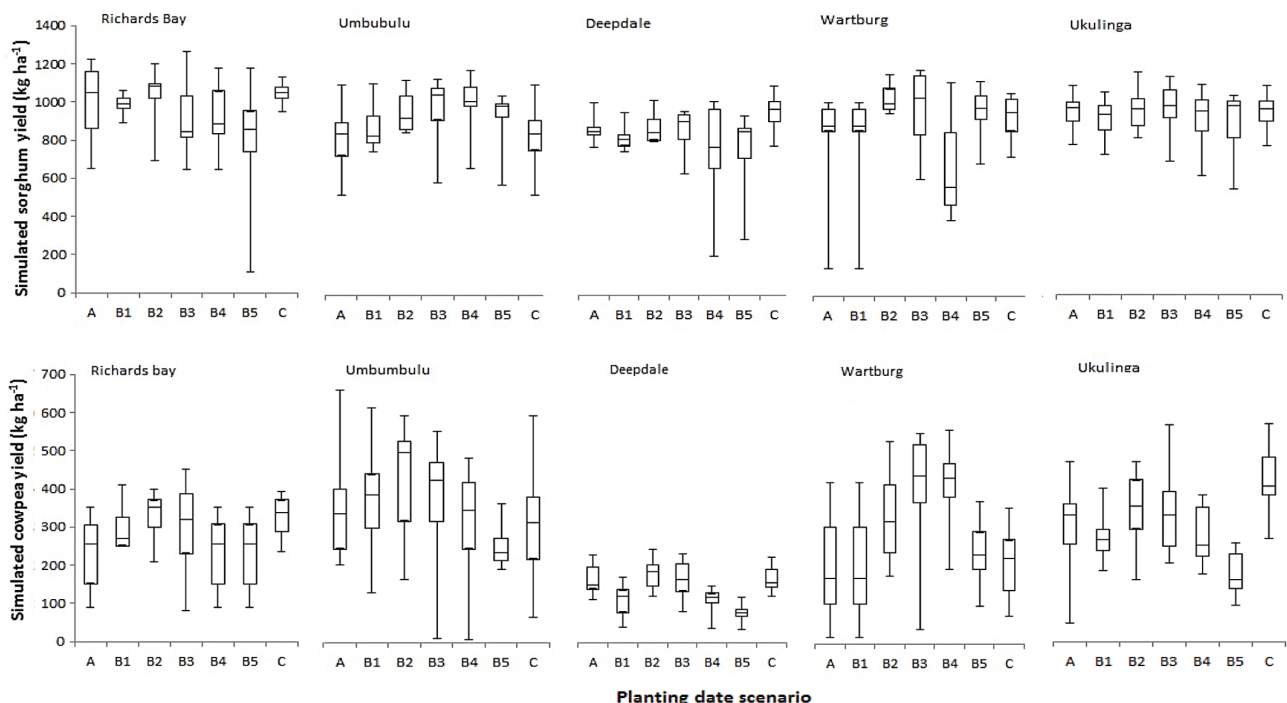 Richards Bay
Umbubulu
Deepdale
Wartburg
Ukulinga
Simulated sorghum yield (kg ha⁻¹)
1400
1200
1000
800
600
400
200
0
A B1 B2 B3 B4 B5 C
A B1 B2 B3 B4 B5 C
A B1 B2 B3 B4 B5 C
A B1 B2 B3 B4 B5 C
A B1 B2 B3 B4 B5 C
Richards bay
Umbumbulu
Deepdale
Wartburg
Ukulinga
Simulated cowpea yield (kg ha⁻¹)
700
600
500
400
300
200
100
0
A B1 B2 B3 B4 B5 C
A B1 B2 B3 B4 B5 C
A B1 B2 B3 B4 B5 C
A B1 B2 B3 B4 B5 C
A B1 B2 B3 B4 B5 C
Planting date scenario